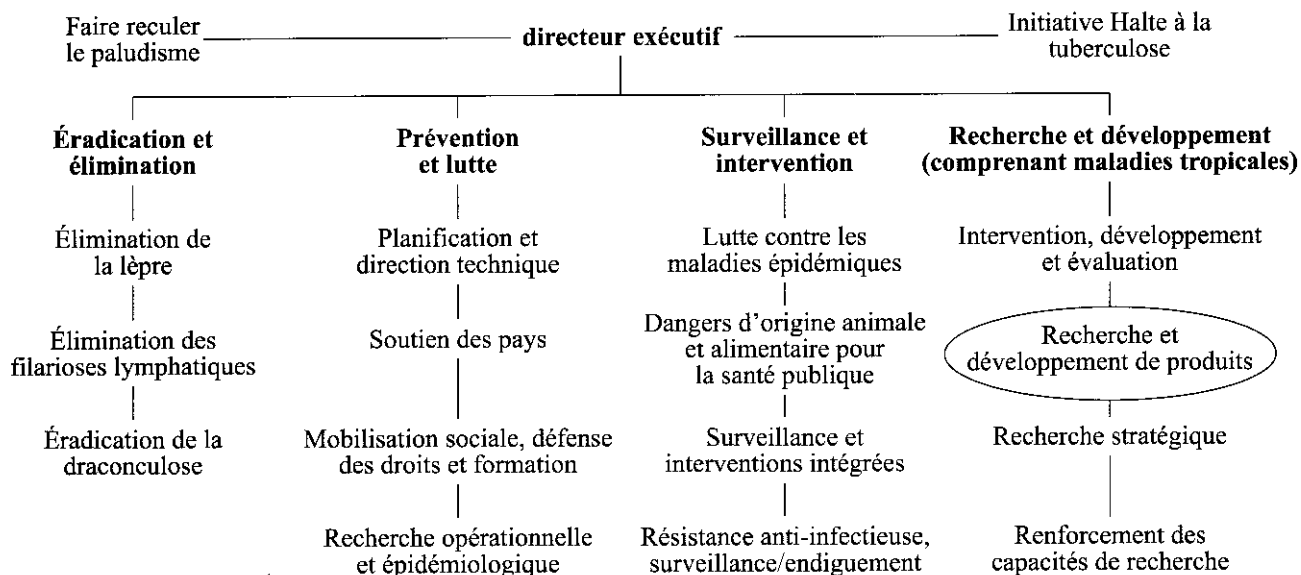 Faire reculer
le paludisme
directeur exécutif
Initiative Halte à la
tuberculose
Éradication et
élimination
Élimination de
la lèpre
Élimination des
filarioses lymphatiques
Éradication de la
draconculose
Prévention
et lutte
Planification et
direction technique
Soutien des pays
Mobilisation sociale, défense
des droits et formation
Recherche opérationnelle
et épidémiologique
Surveillance et
intervention
Lutte contre les
maladies épidémiques
Dangers d'origine animale
et alimentaire pour
la santé publique
Surveillance et
interventions intégrées
Résistance anti-infectieuse,
surveillance/endiguement
Recherche et développement
(comprenant maladies tropicales)
Intervention, développement
et évaluation
Recherche et
développement de produits
Recherche stratégique
Renforcement des
capacités de recherche